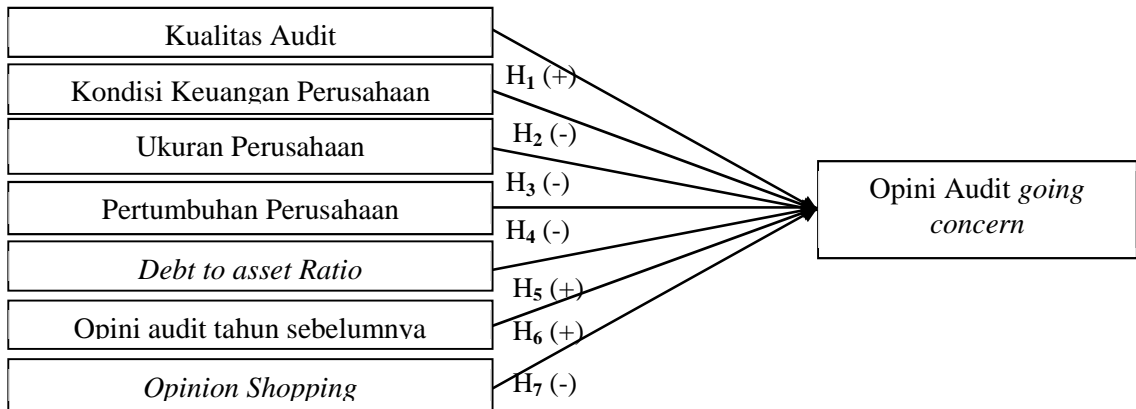 Kualitas Audit
H1 (+)
Kondisi Keuangan Perusahaan
H2 (-)
Ukuran Perusahaan
H3 (-)
Opini Audit going
concern
Pertumbuhan Perusahaan
H4 (-)
Debt to asset Ratio
H5 (+)
Opini audit tahun sebelumnya
H6 (+)
Opinion Shopping
H7 (-)